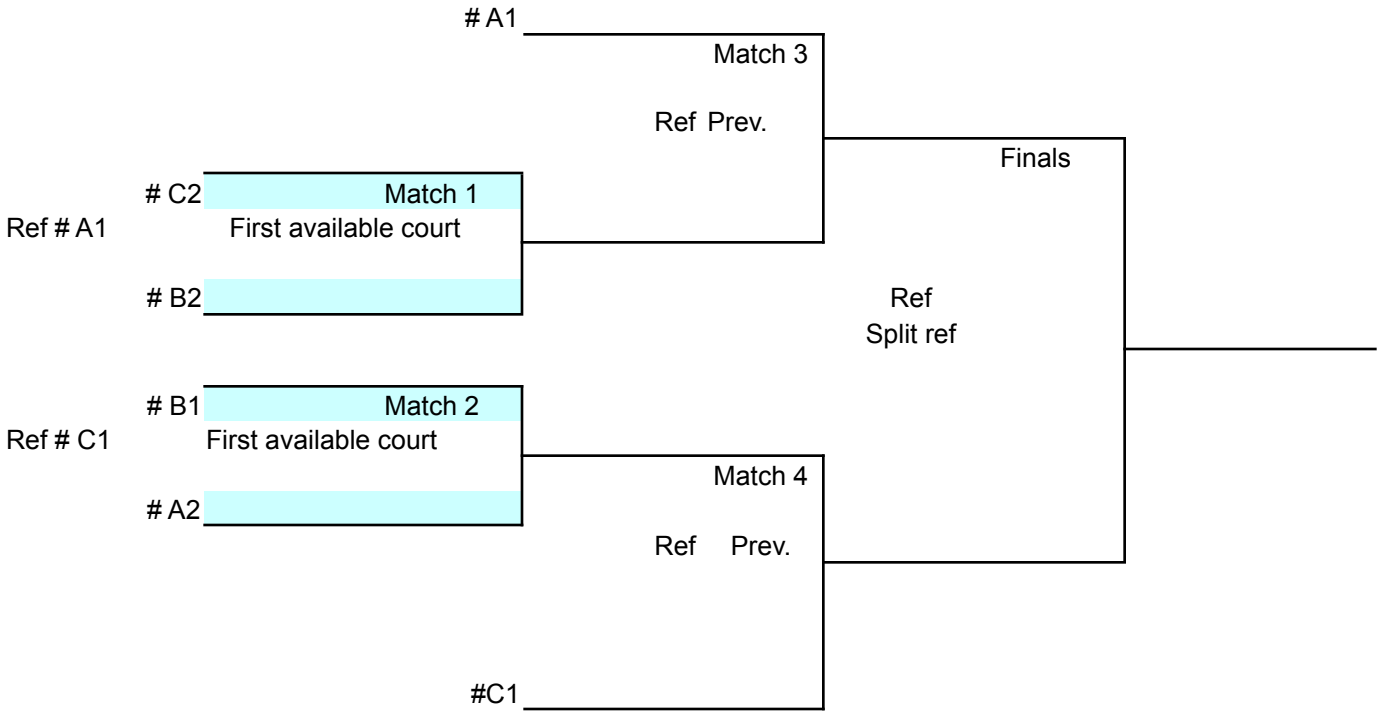 # A1
Match 3
Ref Prev.
Finals
# C2 Match 1
Ref # A1 First available court
# B2
Ref
Split ref
# B1 Match 2
Ref # C1 First available court
Match 4
# A2
Ref Prev.
#C1